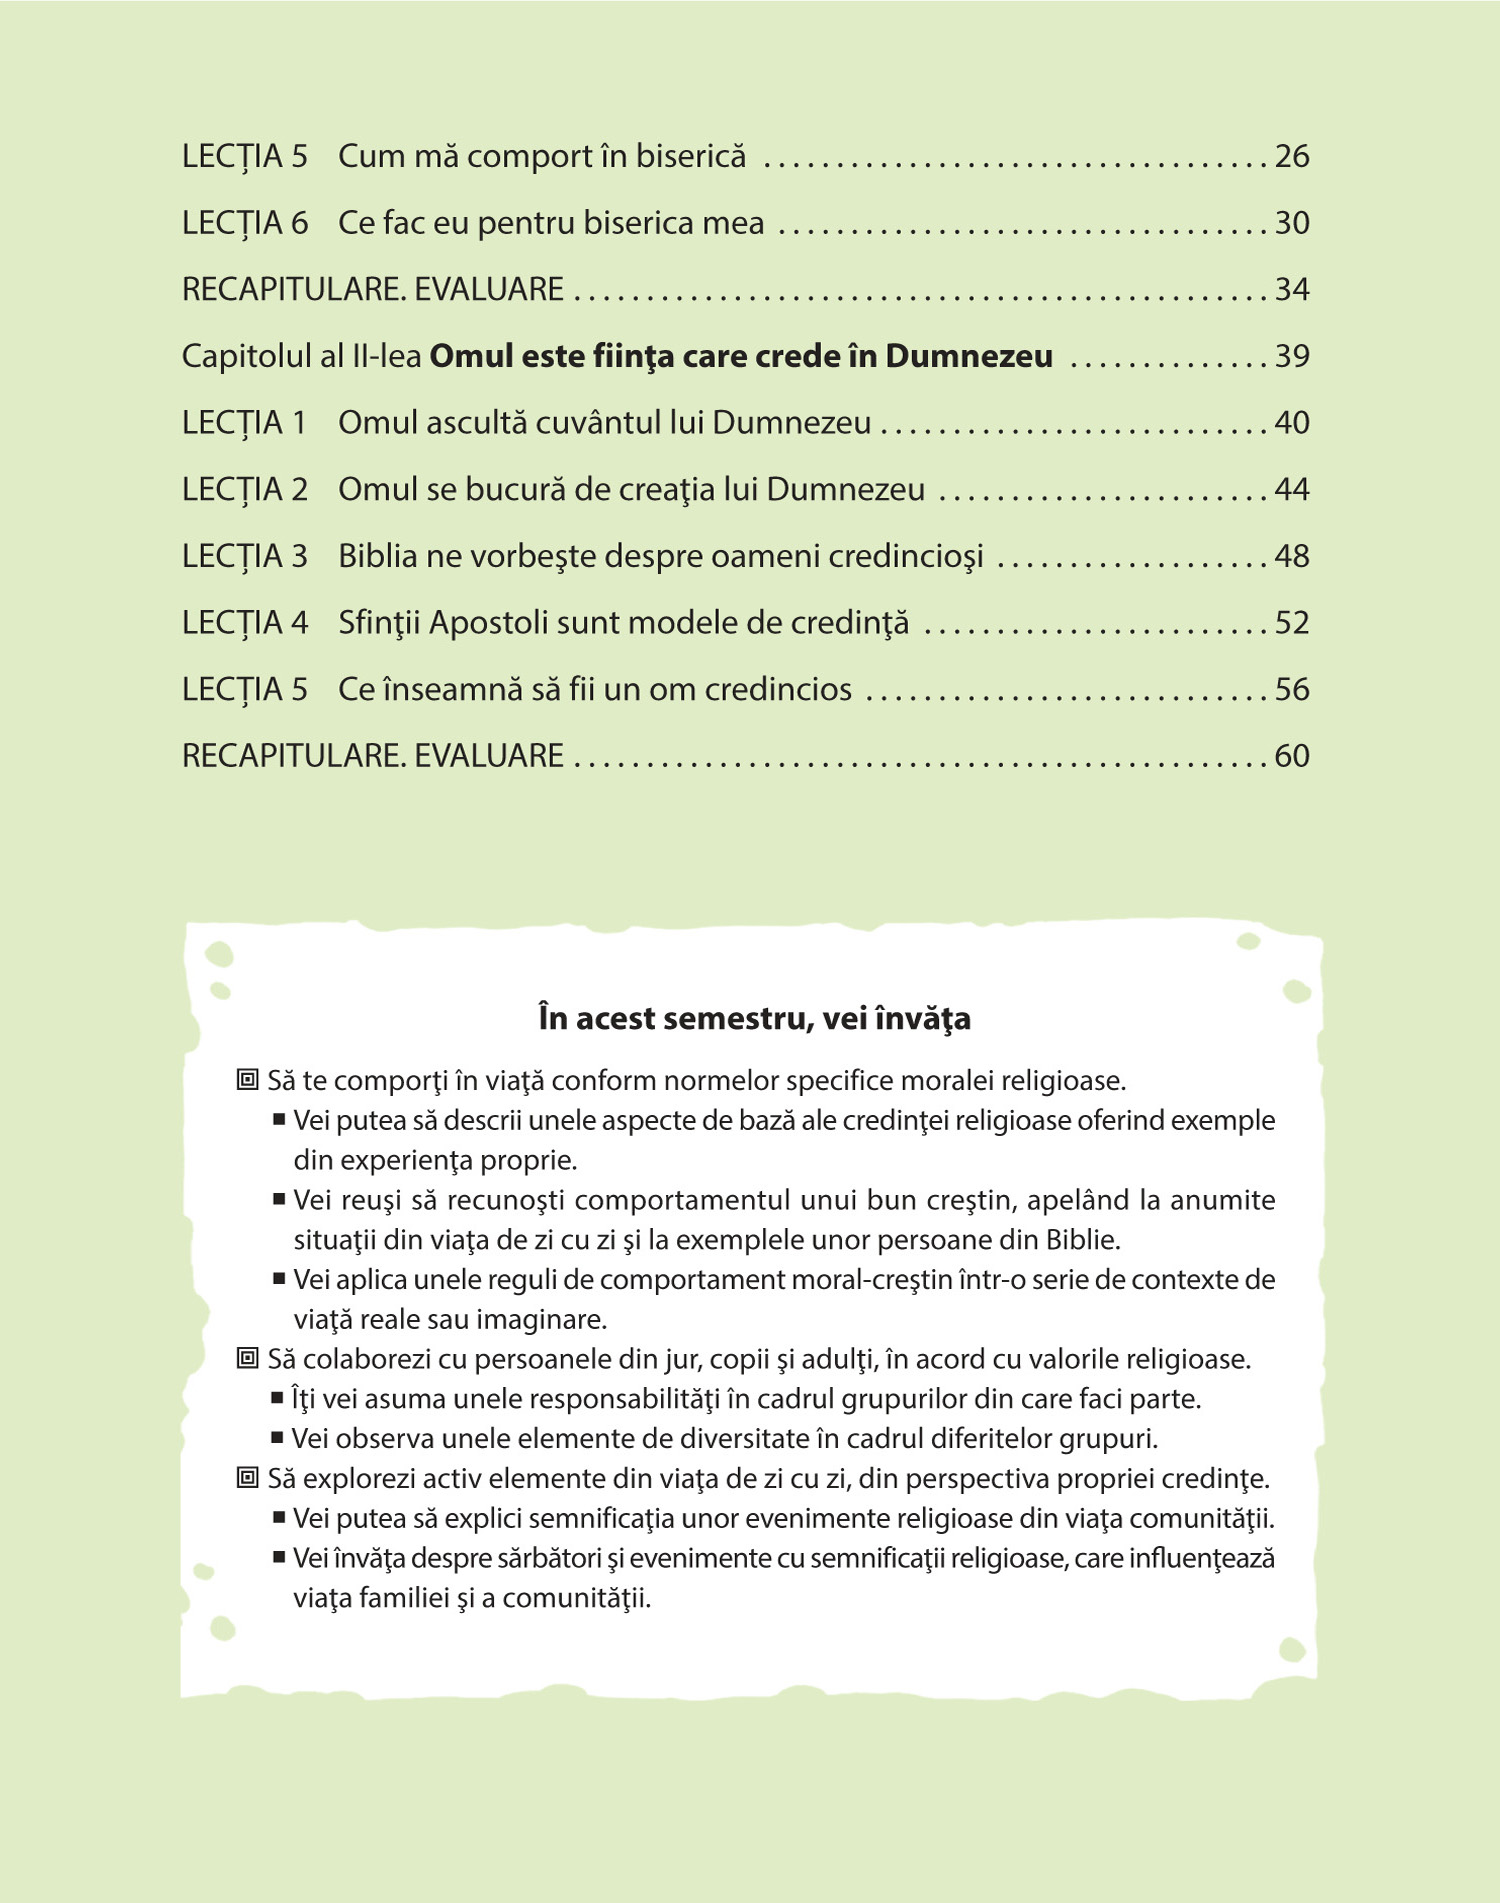 LECȚIA 5 Cum mă comport în biserică .................................. 26
LECȚIA 6 Ce fac eu pentru biserica mea .................................. 30
RECAPITULARE. EVALUARE ................................................ 34
Capitolul al II-lea Omul este fiinţa care crede în Dumnezeu .............. 39
LECȚIA 1 Omul ascultă cuvântul lui Dumnezeu ........................... 40
LECȚIA 2 Omul se bucură de creaţia lui Dumnezeu ....................... 44
LECȚIA 3 Biblia ne vorbeşte despre oameni credincioşi ................... 48
LECȚIA 4 Sfinţii Apostoli sunt modele de credinţă ........................ 52
LECȚIA 5 Ce înseamnă să fii un om credincios ............................ 56
RECAPITULARE. EVALUARE ................................................ 60
În acest semestru, vei învăţa
Să te comporţi în viaţă conform normelor specifice moralei religioase.
▪ Vei putea să descrii unele aspecte de bază ale credinţei religioase oferind exemple
din experienţa proprie.
▪ Vei reuşi să recunoşti comportamentul unui bun creştin, apelând la anumite
situaţii din viaţa de zi cu zi şi la exemplele unor persoane din Biblie.
▪ Vei aplica unele reguli de comportament moral-creştin într-o serie de contexte de
viaţă reale sau imaginare.
Să colaborezi cu persoanele din jur, copii şi adulţi, în acord cu valorile religioase.
▪ Îţi vei asuma unele responsabilităţi în cadrul grupurilor din care faci parte.
▪ Vei observa unele elemente de diversitate în cadrul diferitelor grupuri.
Să explorezi activ elemente din viaţa de zi cu zi, din perspectiva propriei credinţe.
▪ Vei putea să explici semnificaţia unor evenimente religioase din viaţa comunităţii.
▪ Vei învăţa despre sărbători şi evenimente cu semnificaţii religioase, care influenţează
viaţa familiei şi a comunităţii.